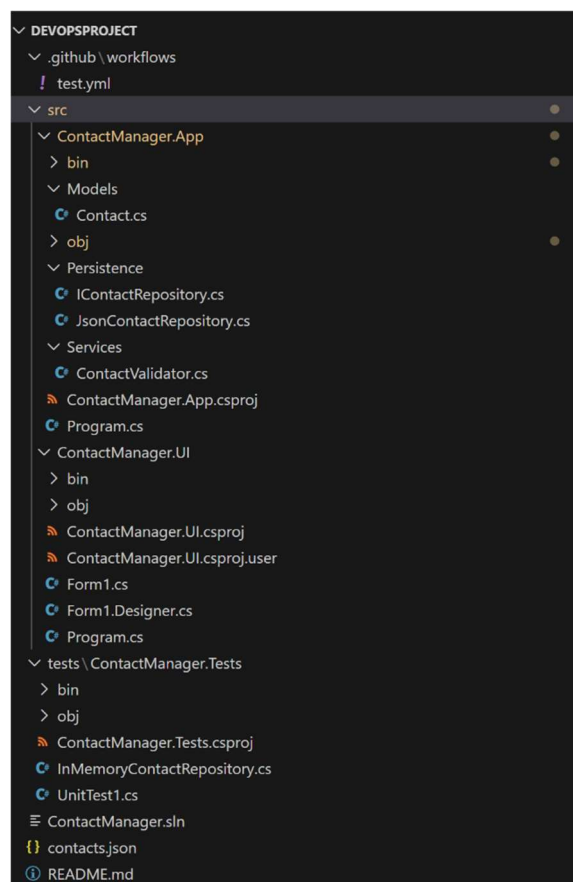 DEVOPSPROJECT
.github\workflows
! test.yml
src
ContactManager.App
bin
Models
C# Contact.cs
obj
Persistence
C# IContactRepository.cs
C# JsonContactRepository.cs
Services
C# ContactValidator.cs
ContactManager.App.csproj
C# Program.cs
ContactManager.UI
bin
obj
ContactManager.UI.csproj
ContactManager.UI.csproj.user
C# Form1.cs
C# Form1.Designer.cs
C# Program.cs
tests\ContactManager.Tests
bin
obj
ContactManager.Tests.csproj
C# InMemoryContactRepository.cs
C# UnitTest1.cs
ContactManager.sln
{} contacts.json
README.md